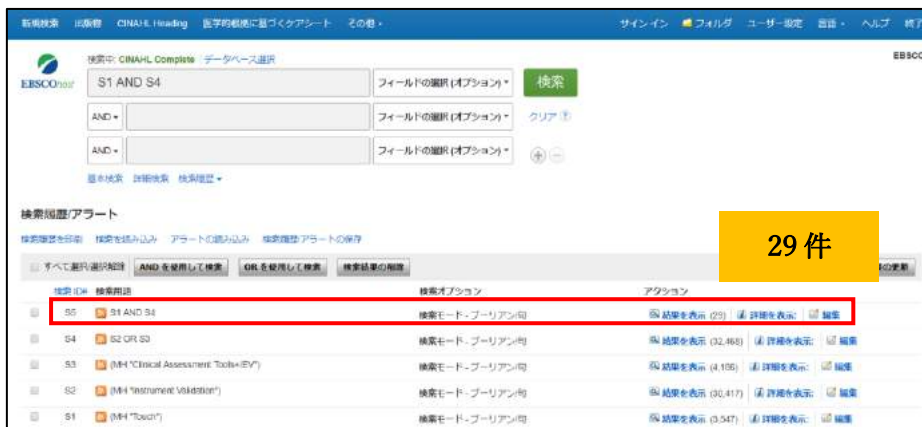 新規検索 出版物 CINAHL Heading 医学的根拠に基づくケアシート その他
サインイン フォルダ ユーザー設定 言語 ヘルプ 終了
検索中: CINAHL Complete データベース選択
EBSCO
EBSCOhost S1 AND S4 フィールドの選択 (オプション) 検索
AND フィールドの選択 (オプション) クリア ?
AND フィールドの選択 (オプション)
基本検索 詳細検索 検索履歴
検索履歴/アラート
検索履歴を印刷 検索を読み込み アラートの読み込み 検索履歴/アラートの保存
29 件
すべて選択/選択解除 AND を使用して検索 OR を使用して検索 検索結果の削除 の更新
検索 ID# 検索用語 検索オプション アクション
S5 S1 AND S4 検索モード - ブーリアン/句 結果を表示 (29) 詳細を表示: 編集
S4 S2 OR S3 検索モード - ブーリアン/句 結果を表示 (32,468) 詳細を表示: 編集
S3 (MH "Clinical Assessment Tools+/EV") 検索モード - ブーリアン/句 結果を表示 (4,186) 詳細を表示: 編集
S2 (MH "Instrument Validation") 検索モード - ブーリアン/句 結果を表示 (30,417) 詳細を表示: 編集
S1 (MH "Touch") 検索モード - ブーリアン/句 結果を表示 (3,547) 詳細を表示: 編集